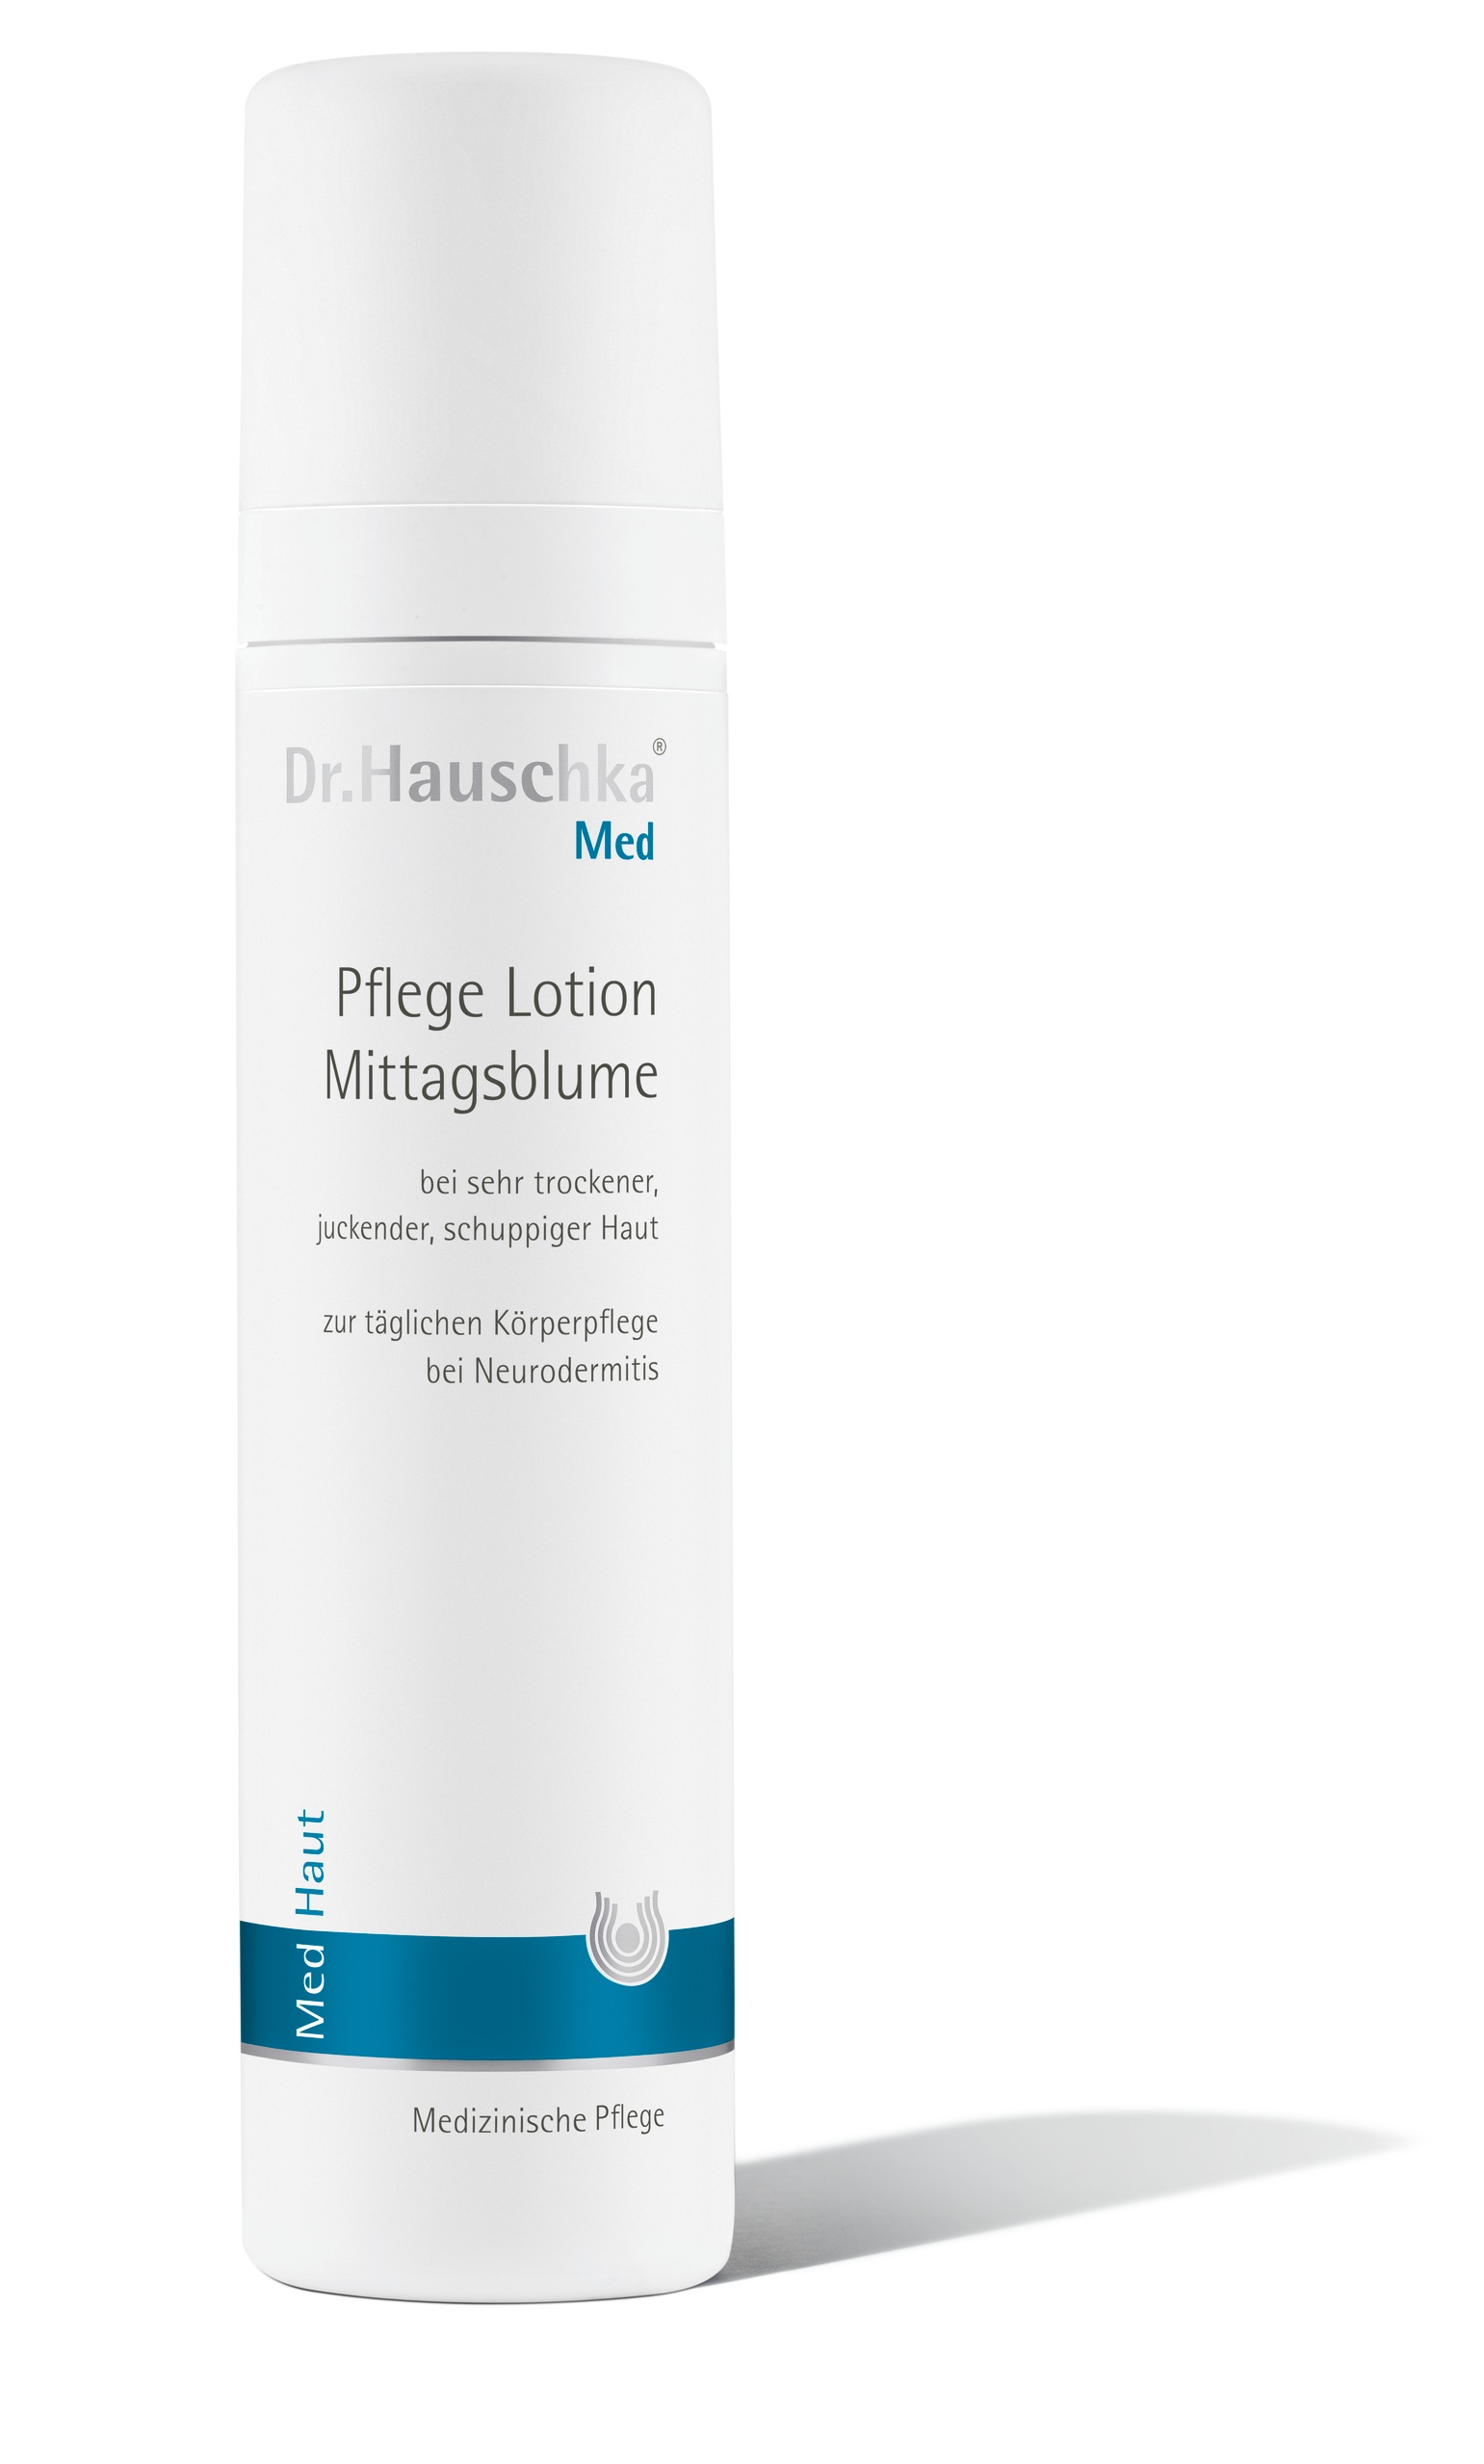 Dr.Hauschka®
Med
Pflege Lotion
Mittagsblume
bei sehr trockener,
juckender, schuppiger Haut
zur täglichen Körperpflege
bei Neurodermitis
Med Haut
Medizinische Pflege